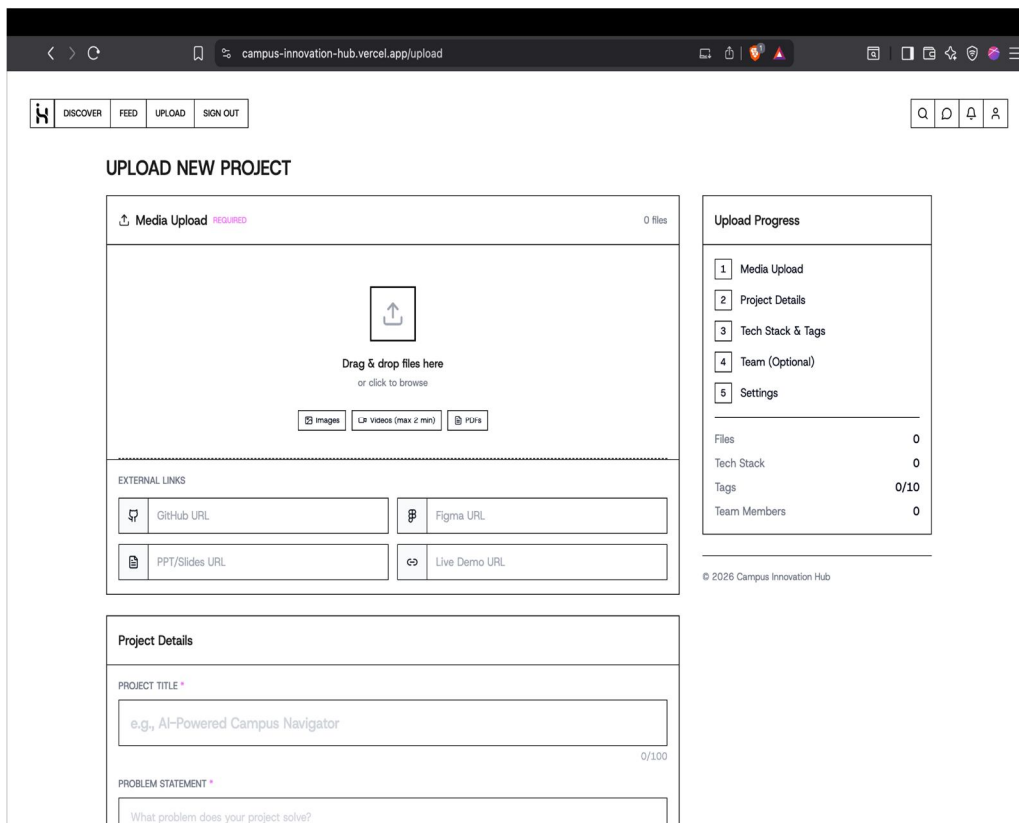 campus-innovation-hub.vercel.app/upload
1
DISCOVER FEED UPLOAD SIGN OUT
UPLOAD NEW PROJECT
Media Upload REQUIRED 0 files
Drag & drop files here
or click to browse
Images Videos (max 2 min) PDFs
EXTERNAL LINKS
GitHub URL Figma URL
PPT/Slides URL Live Demo URL
Project Details
PROJECT TITLE *
e.g., AI-Powered Campus Navigator
0/100
PROBLEM STATEMENT *
What problem does your project solve?
Upload Progress
1 Media Upload
2 Project Details
3 Tech Stack & Tags
4 Team (Optional)
5 Settings
Files 0
Tech Stack 0
Tags 0/10
Team Members 0
© 2026 Campus Innovation Hub